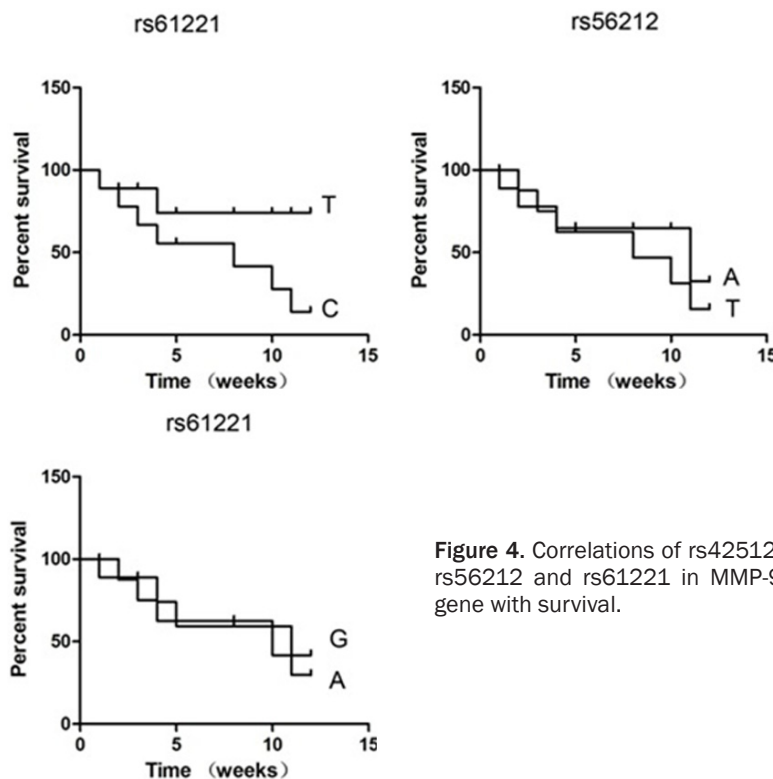 rs61221
150
100
50
0
Percent survival
T
C
0 5 10 15
Time (weeks)
rs56212
150
100
50
0
Percent survival
A
T
0 5 10 15
Time (weeks)
rs61221
150
100
50
0
Percent survival
G
A
0 5 10 15
Time (weeks)
Figure 4. Correlations of rs42512,
rs56212 and rs61221 in MMP-9
gene with survival.